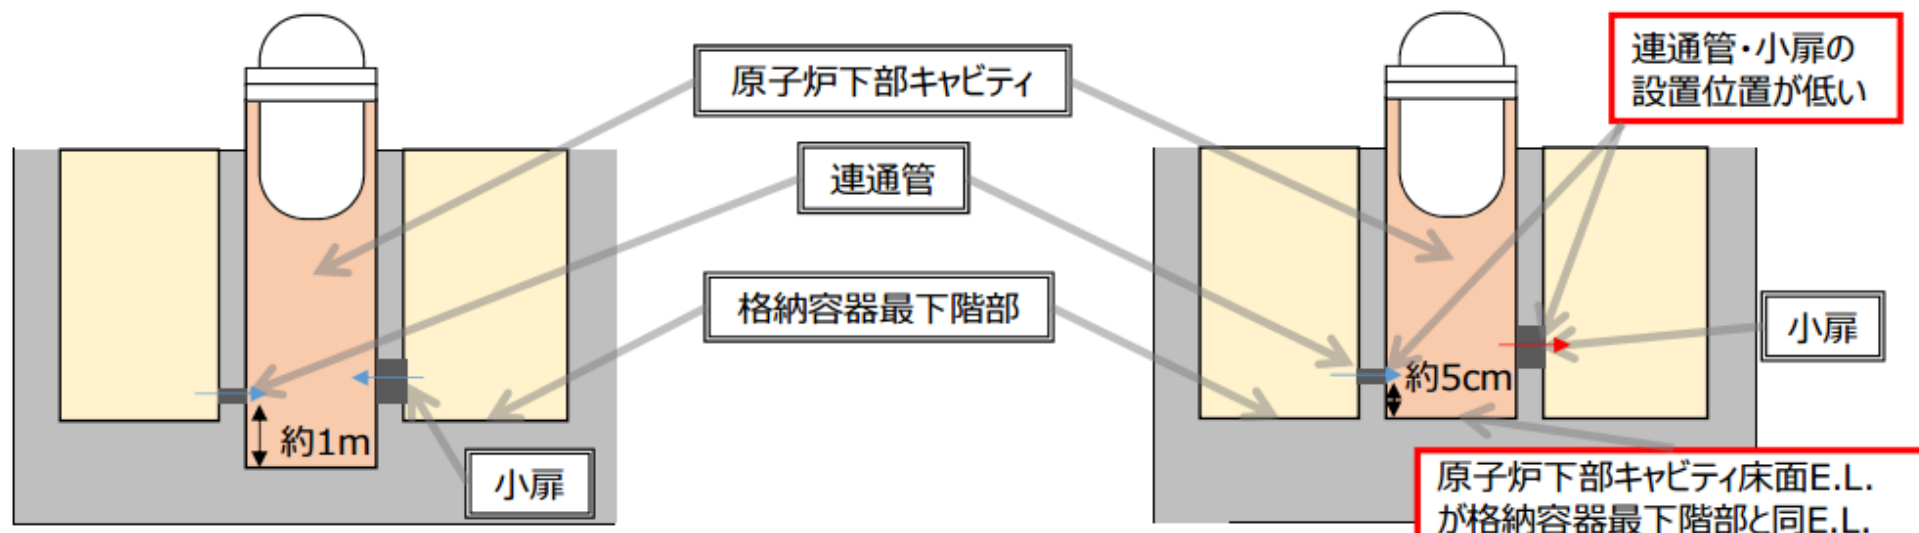 原子炉下部キャビティ
連通管
格納容器最下階部
約1m
小扉
連通管・小扉の
設置位置が低い
小扉
約5cm
原子炉下部キャビティ床面E.L.
が格納容器最下階部と同E.L.